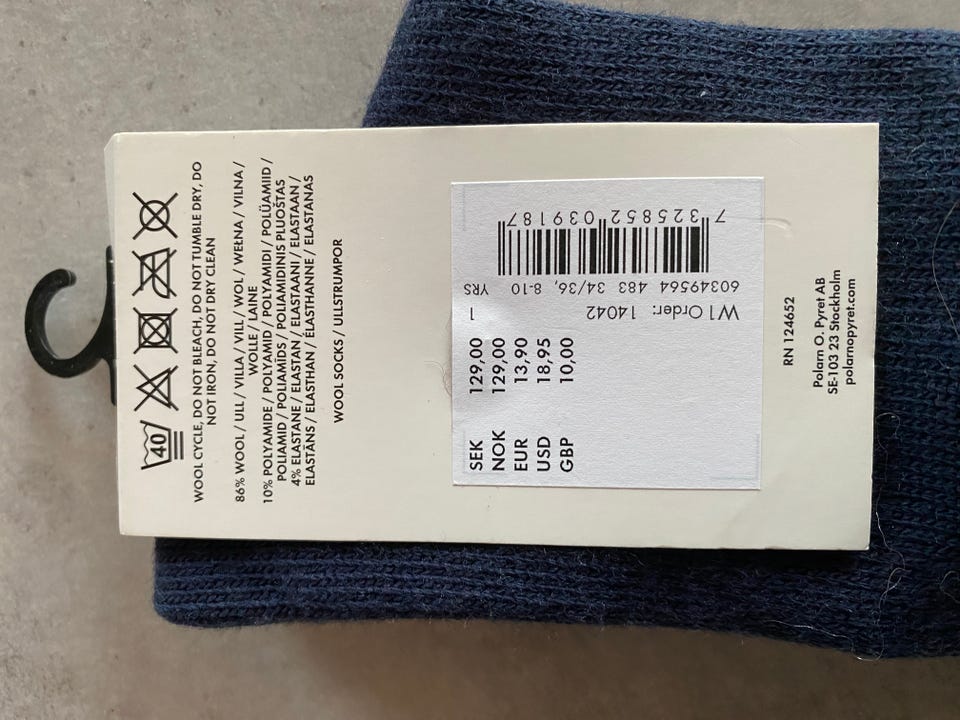 40
WOOL CYCLE, DO NOT BLEACH, DO NOT TUMBLE DRY, DO
NOT IRON, DO NOT DRY CLEAN
86% WOOL / ULL / VILLA / VILL / WOL / WEŁNA / VILNA /
WOLLE / LAINE
10% POLYAMIDE / POLYAMID / POLYAMIDI / POLÜAMIID /
POLIAMID / POLIAMĪDS / POLIAMIDINIS PLUOŠTAS
4% ELASTANE / ELASTAN / ELASTAANI / ELASTAAN /
ELASTĀNS / ELASTHAN / ÉLASTHANNE / ELASTANAS
WOOL SOCKS / ULLSTRUMPOR
SEK 129,00
NOK 129,00
EUR 13,90
USD 18,95
GBP 10,00
W1 Order: 14042 1
60349564 483 34/36, 8-10 YRS
7 325852 039187
RN 124652
Polarn O. Pyret AB
SE-103 23 Stockholm
polarnopyret.com